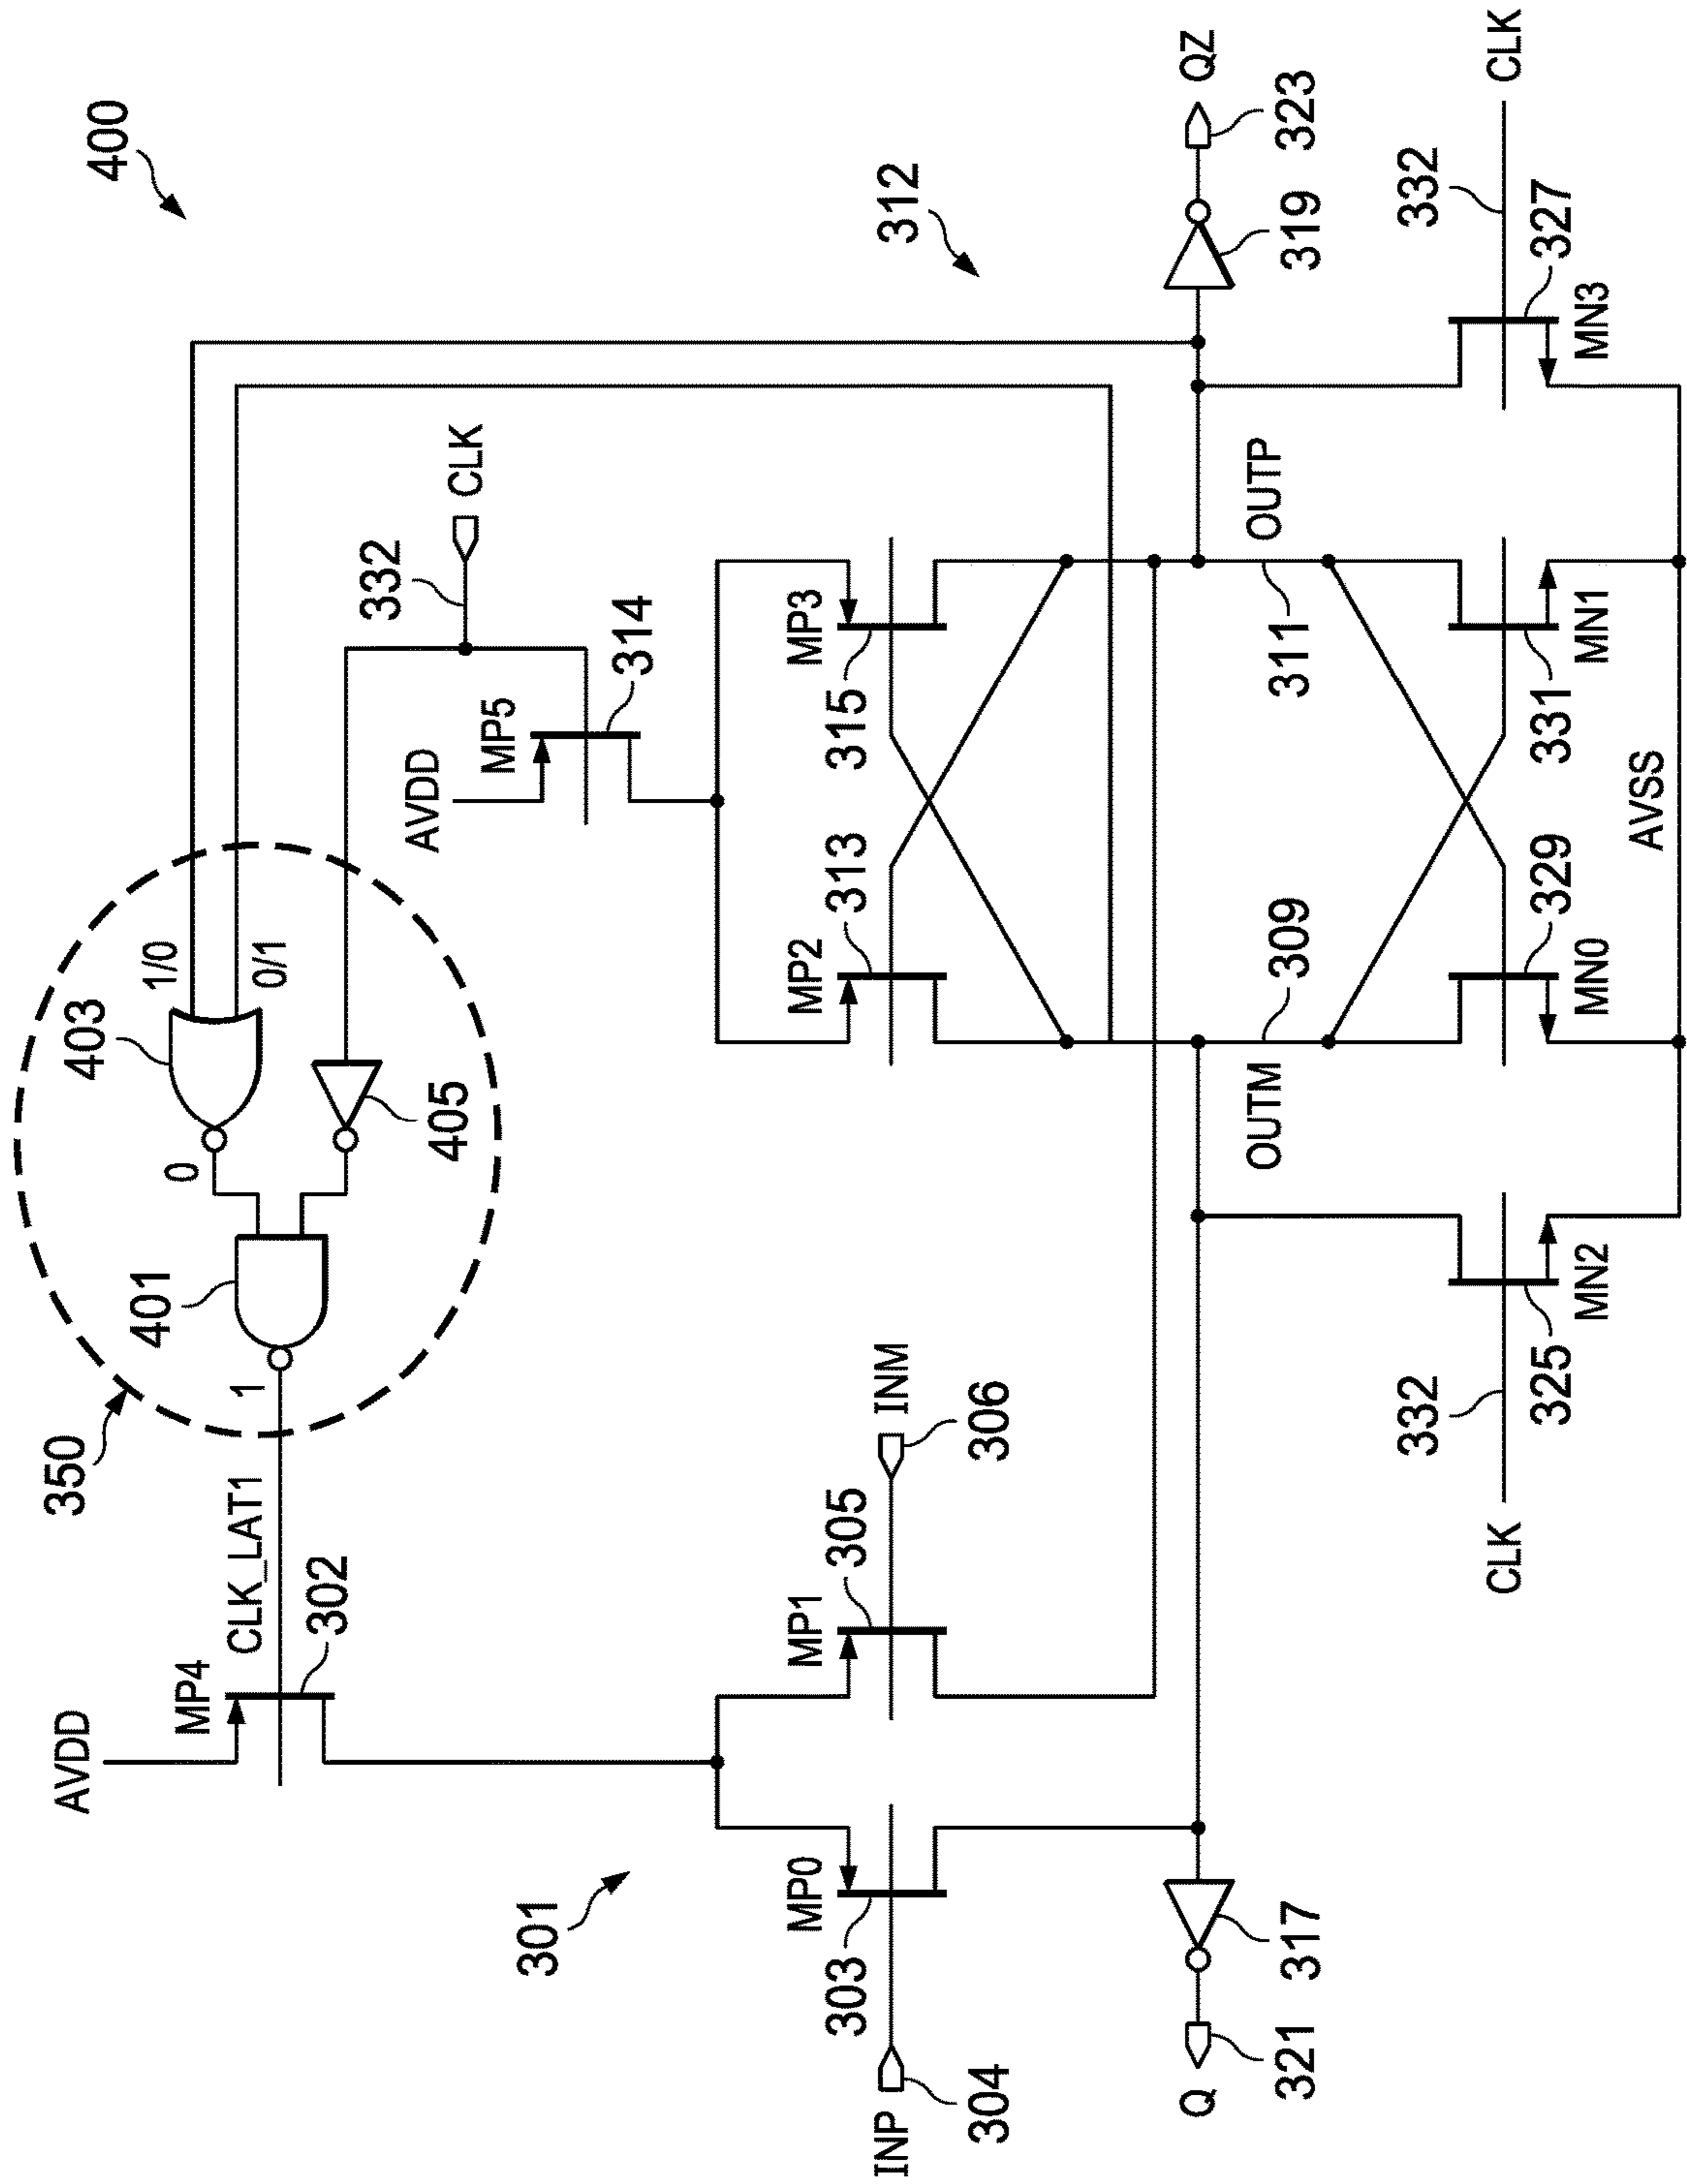 400
350
403
1/0
0/1
0
405
401
1
CLK_LAT1
332
CLK
AVDD
MP5
314
312
AVDD
MP4
302
301
MP0
303
INP
304
MP1
305
INM
306
MP2
313
MP3
315
OUTM
309
OUTP
311
319
323
QZ
Q
321
317
CLK
332
325
MN2
329
MN0
AVSS
331
MN1
327
MN3
332
CLK